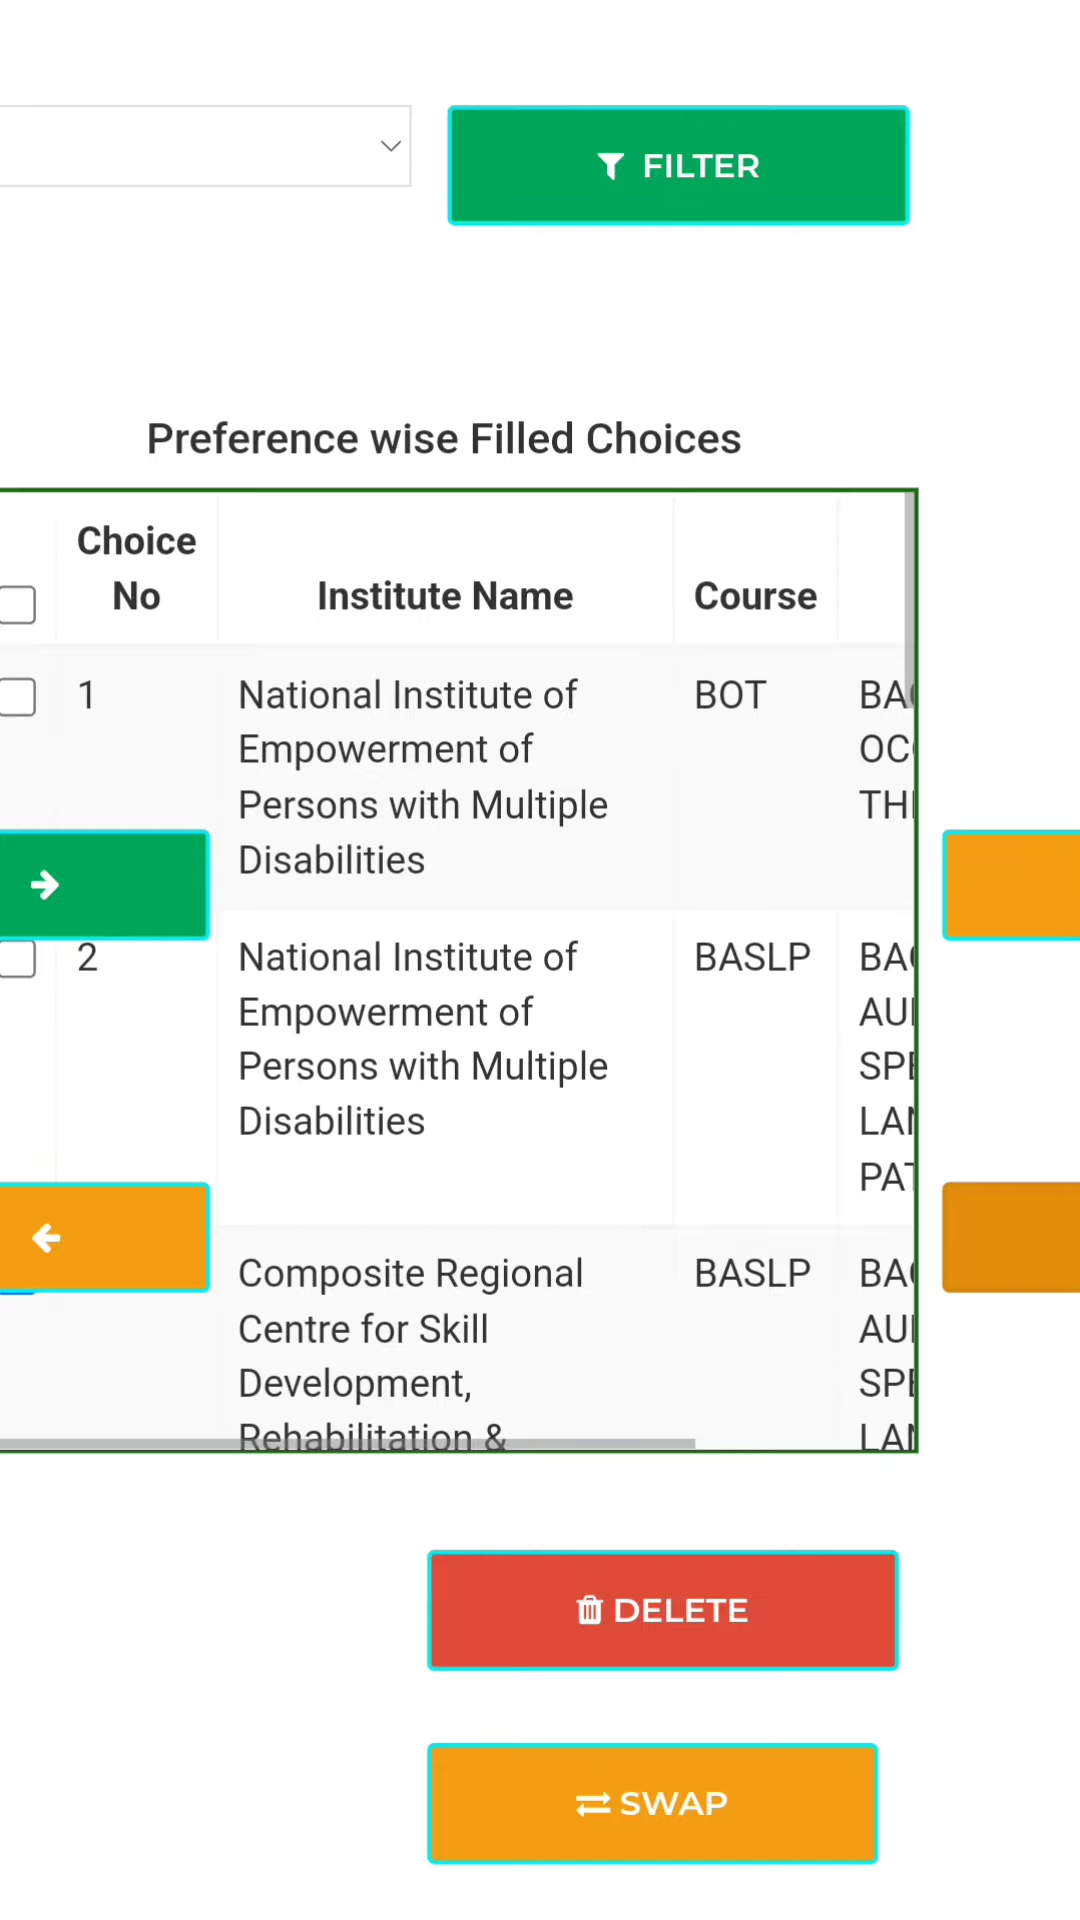 FILTER
Preference wise Filled Choices
Choice No
Institute Name
Course
1
National Institute of
Empowerment of
Persons with Multiple
Disabilities
BOT
2
National Institute of
Empowerment of
Persons with Multiple
Disabilities
BASLP
Composite Regional
Centre for Skill
Development,
Rehabilitation &
BASLP
DELETE
SWAP